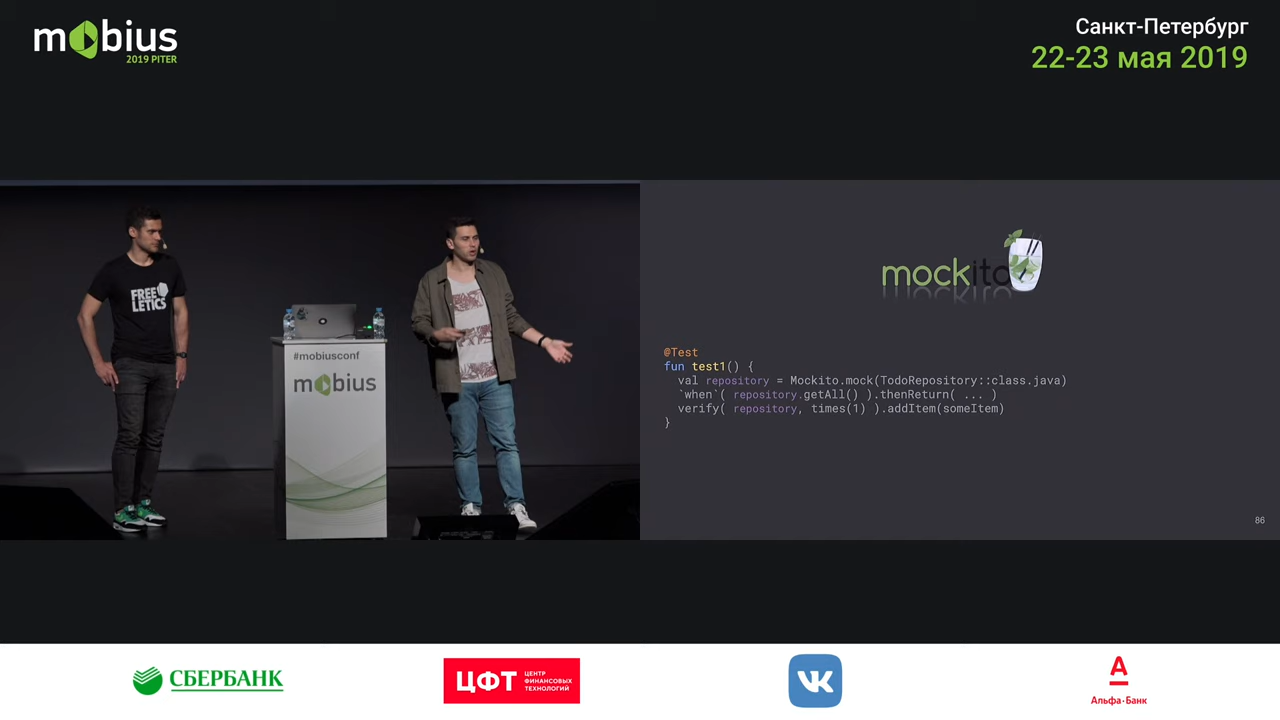 mobius
2019 PITER
Санкт-Петербург
22-23 мая 2019
FREE
LETICS
#mobiusconf
mobius
mockito
@Test
fun test1() {
  val repository = Mockito.mock(TodoRepository::class.java)
  `when`( repository.getAll() ).thenReturn( ... )
  verify( repository, times(1) ).addItem(someItem)
}
86
СБЕРБАНК
ЦФТ
ЦЕНТР
ФИНАНСОВЫХ
ТЕХНОЛОГИЙ
VK
А
Альфа·Банк